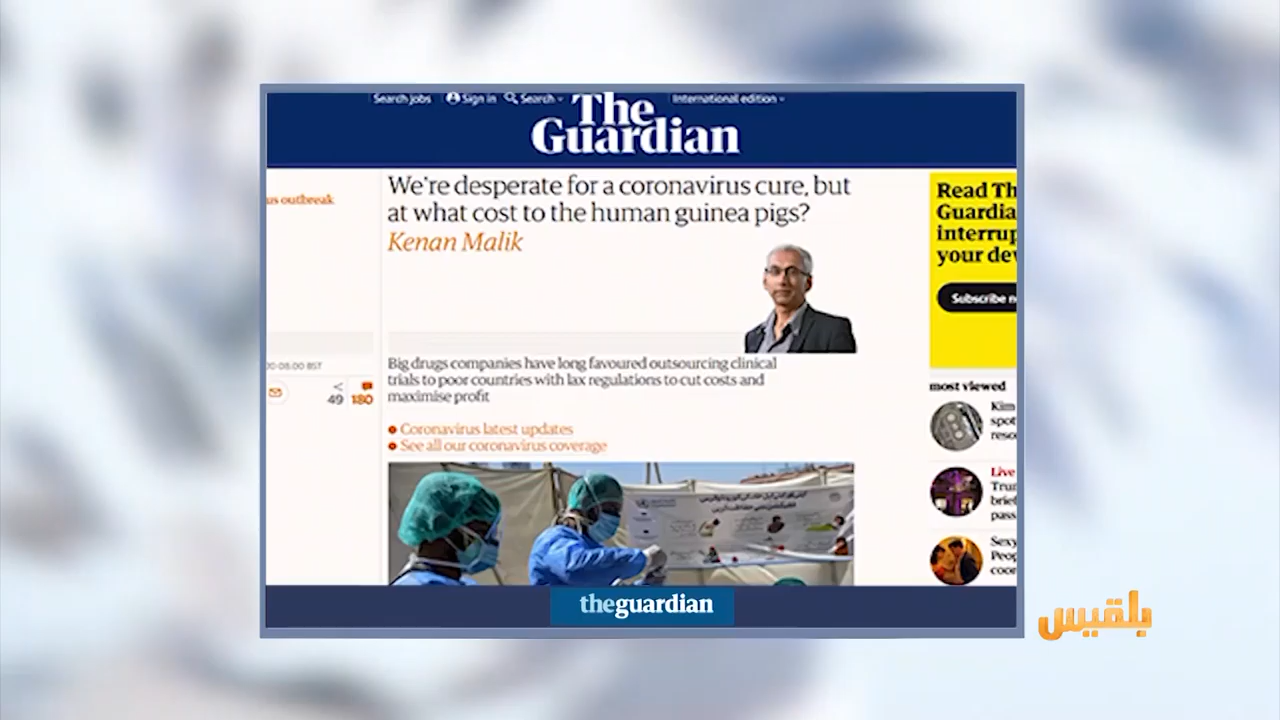 Search jobs
Sign in
Search
International edition
The
Guardian
us outbreak
We're desperate for a coronavirus cure, but
at what cost to the human guinea pigs?
Kenan Malik
Big drugs companies have long favoured outsourcing clinical
trials to poor countries with lax regulations to cut costs and
maximise profit
Coronavirus latest updates
See all our coronavirus coverage
08.00 BST
49
180
Read Th
Guardia
interrup
your dev
Subscribe n
most viewed
Kim
spot
reso
Live
Trum
brief
pass
Sexy
Peop
coor
theguardian
بلقيس